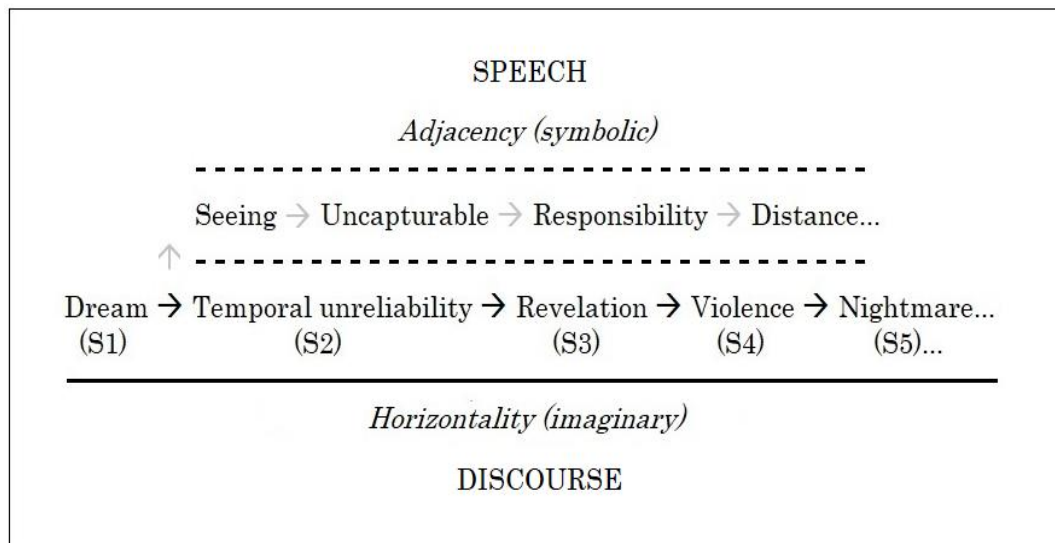 SPEECH
Adjacency (symbolic)
Seeing → Uncapturable → Responsibility → Distance...
↑
Dream → Temporal unreliability → Revelation → Violence → Nightmare...
(S1) (S2) (S3) (S4) (S5)...
Horizontality (imaginary)
DISCOURSE